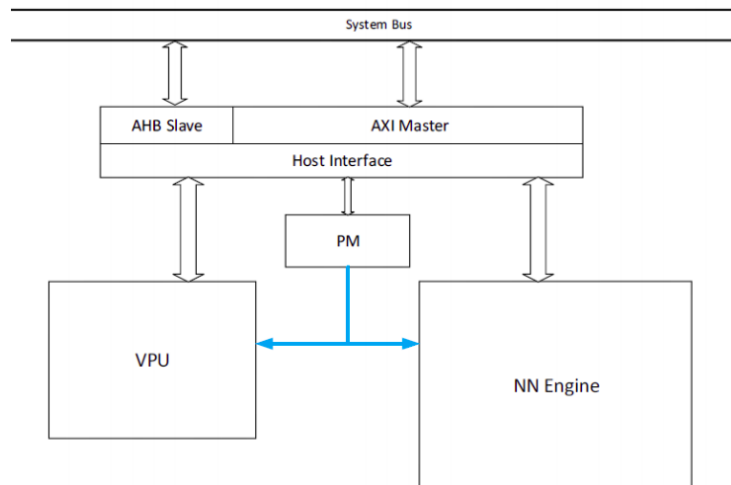 System Bus
AHB Slave
AXI Master
Host Interface
PM
VPU
NN Engine